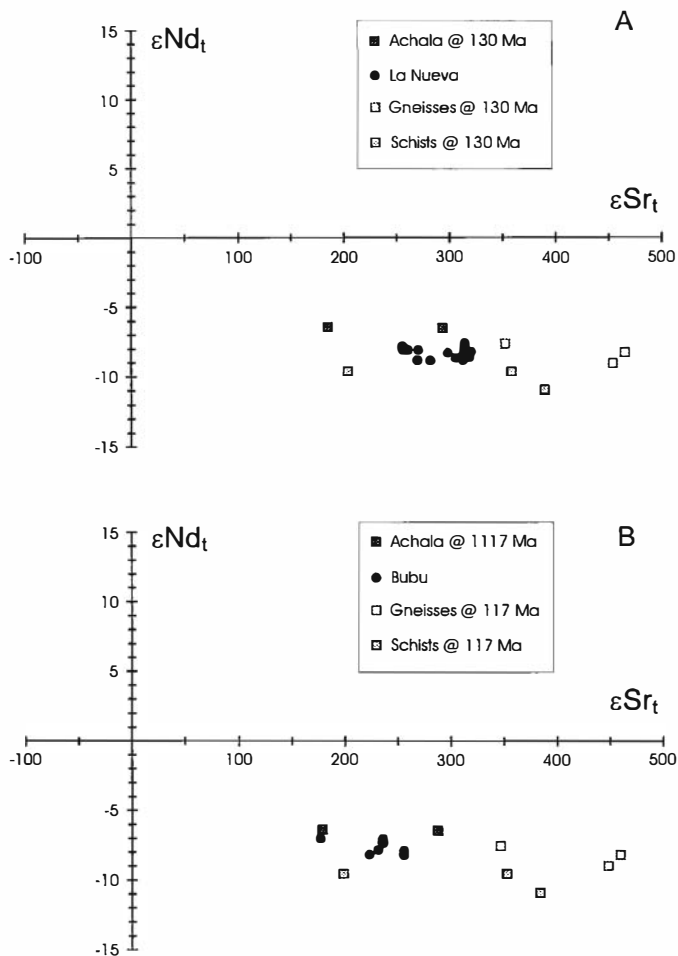 A
εNdt
Achala @ 130 Ma
La Nueva
Gneisses @ 130 Ma
Schists @ 130 Ma
εSrt
15
10
5
-100 100 200 300 400 500
-5
-10
-15
B
εNdt
Achala @ 1117 Ma
Bubu
Gneisses @ 117 Ma
Schists @ 117 Ma
εSrt
15
10
5
-100 100 200 300 400 500
-5
-10
-15